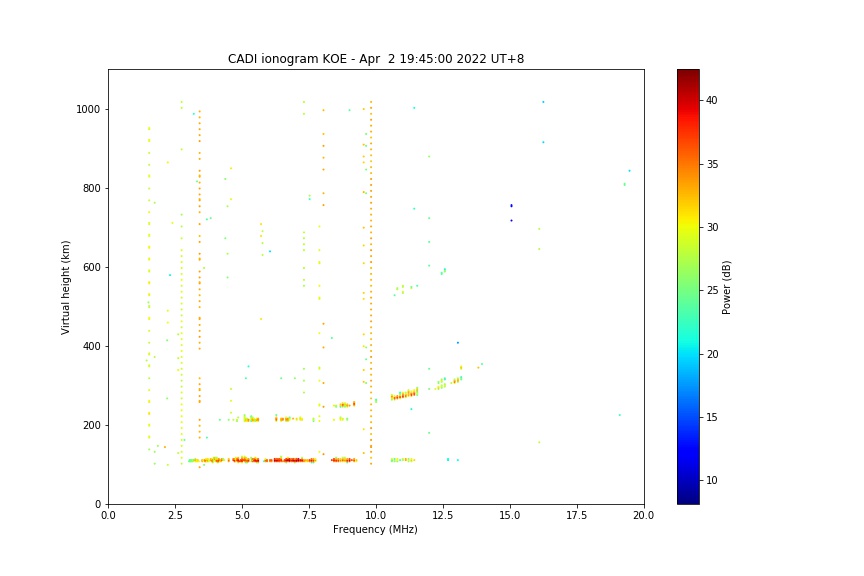 CADI ionogram KOE - Apr  2 19:45:00 2022 UT+8
1000
800
600
400
200
0
Virtual height (km)
0.0 2.5 5.0 7.5 10.0 12.5 15.0 17.5 20.0
Frequency (MHz)
40
35
30
25
20
15
10
Power (dB)